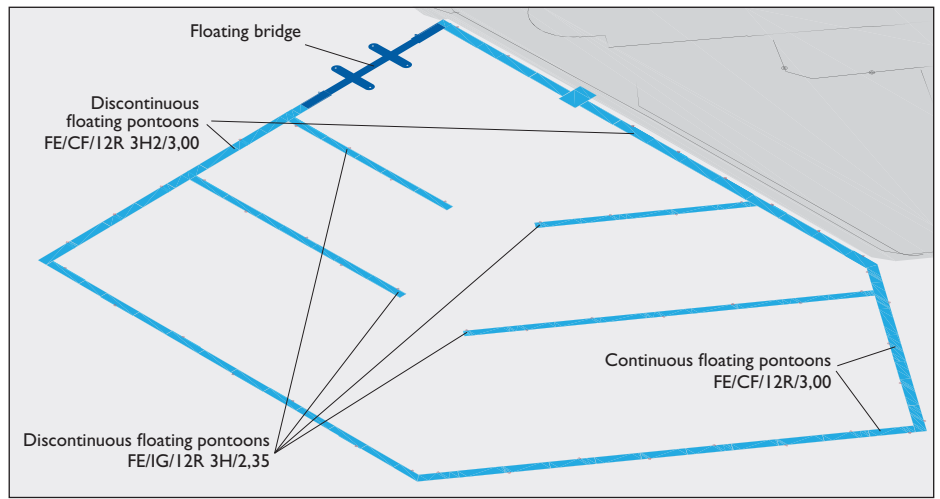 Floating bridge
Discontinuous
floating pontoons
FE/CF/12R 3H2/3,00
Continuous floating pontoons
FE/CF/12R/3,00
Discontinuous floating pontoons
FE/IG/12R 3H/2,35